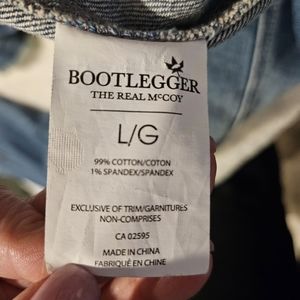 BOOTLEGGER
THE REAL McCOY
L/G
99% COTTON/COTON
1% SPANDEX/SPANDEX
EXCLUSIVE OF TRIM/GARNITURES
NON-COMPRISES
CA 02595
MADE IN CHINA
FABRIQUÉ EN CHINE